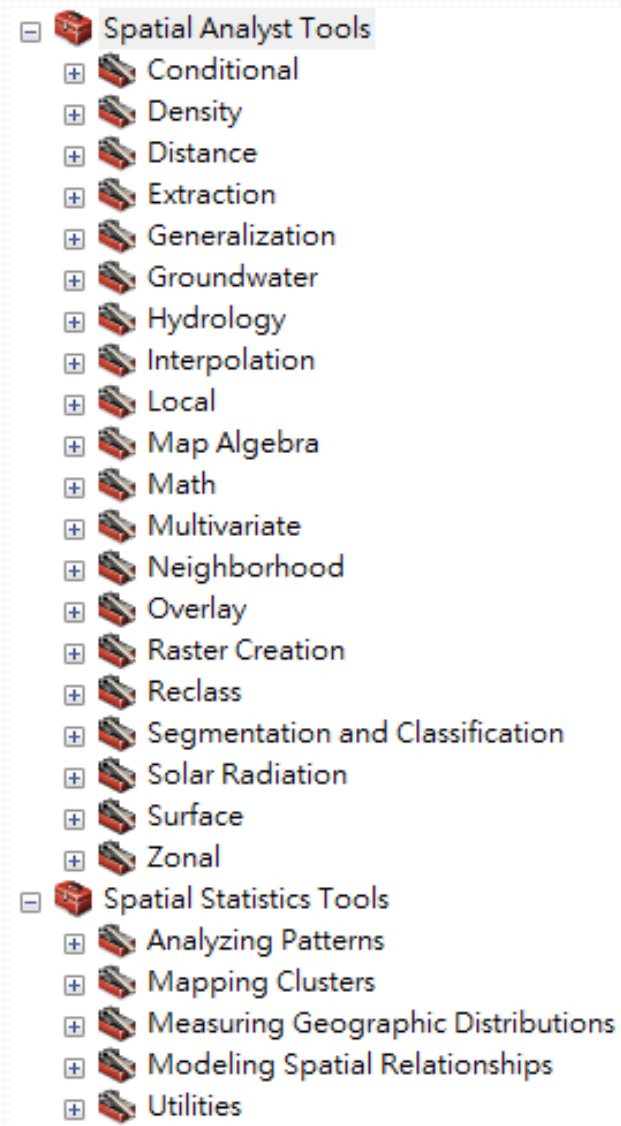 Spatial Analyst Tools
Conditional
Density
Distance
Extraction
Generalization
Groundwater
Hydrology
Interpolation
Local
Map Algebra
Math
Multivariate
Neighborhood
Overlay
Raster Creation
Reclass
Segmentation and Classification
Solar Radiation
Surface
Zonal
Spatial Statistics Tools
Analyzing Patterns
Mapping Clusters
Measuring Geographic Distributions
Modeling Spatial Relationships
Utilities